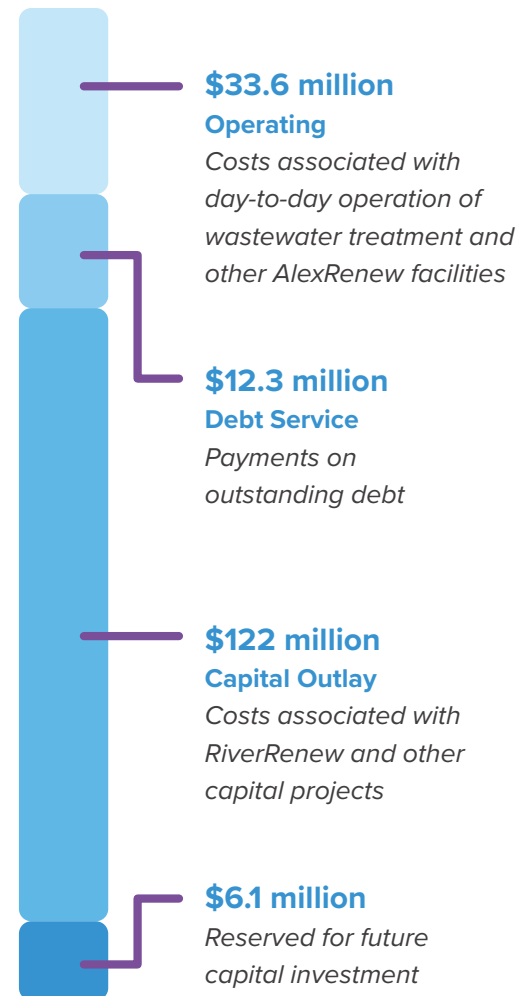 $33.6 million
Operating
Costs associated with
day-to-day operation of
wastewater treatment and
other AlexRenew facilities
$12.3 million
Debt Service
Payments on
outstanding debt
$122 million
Capital Outlay
Costs associated with
RiverRenew and other
capital projects
$6.1 million
Reserved for future
capital investment